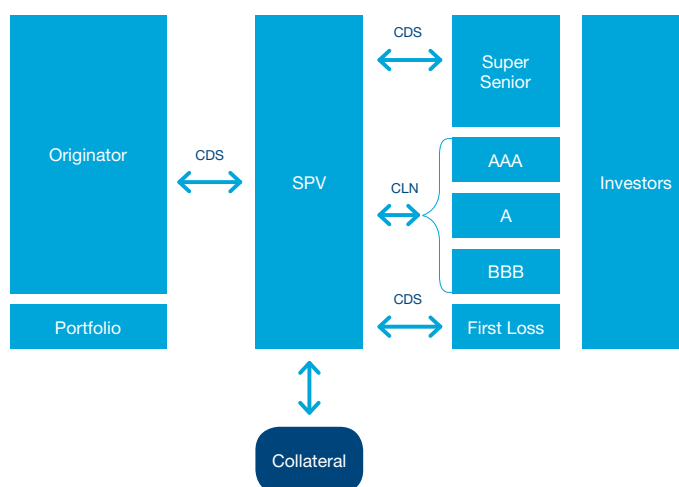 Originator
Portfolio
CDS
SPV
Collateral
CDS
CLN
CDS
Super
Senior
AAA
A
BBB
First Loss
Investors